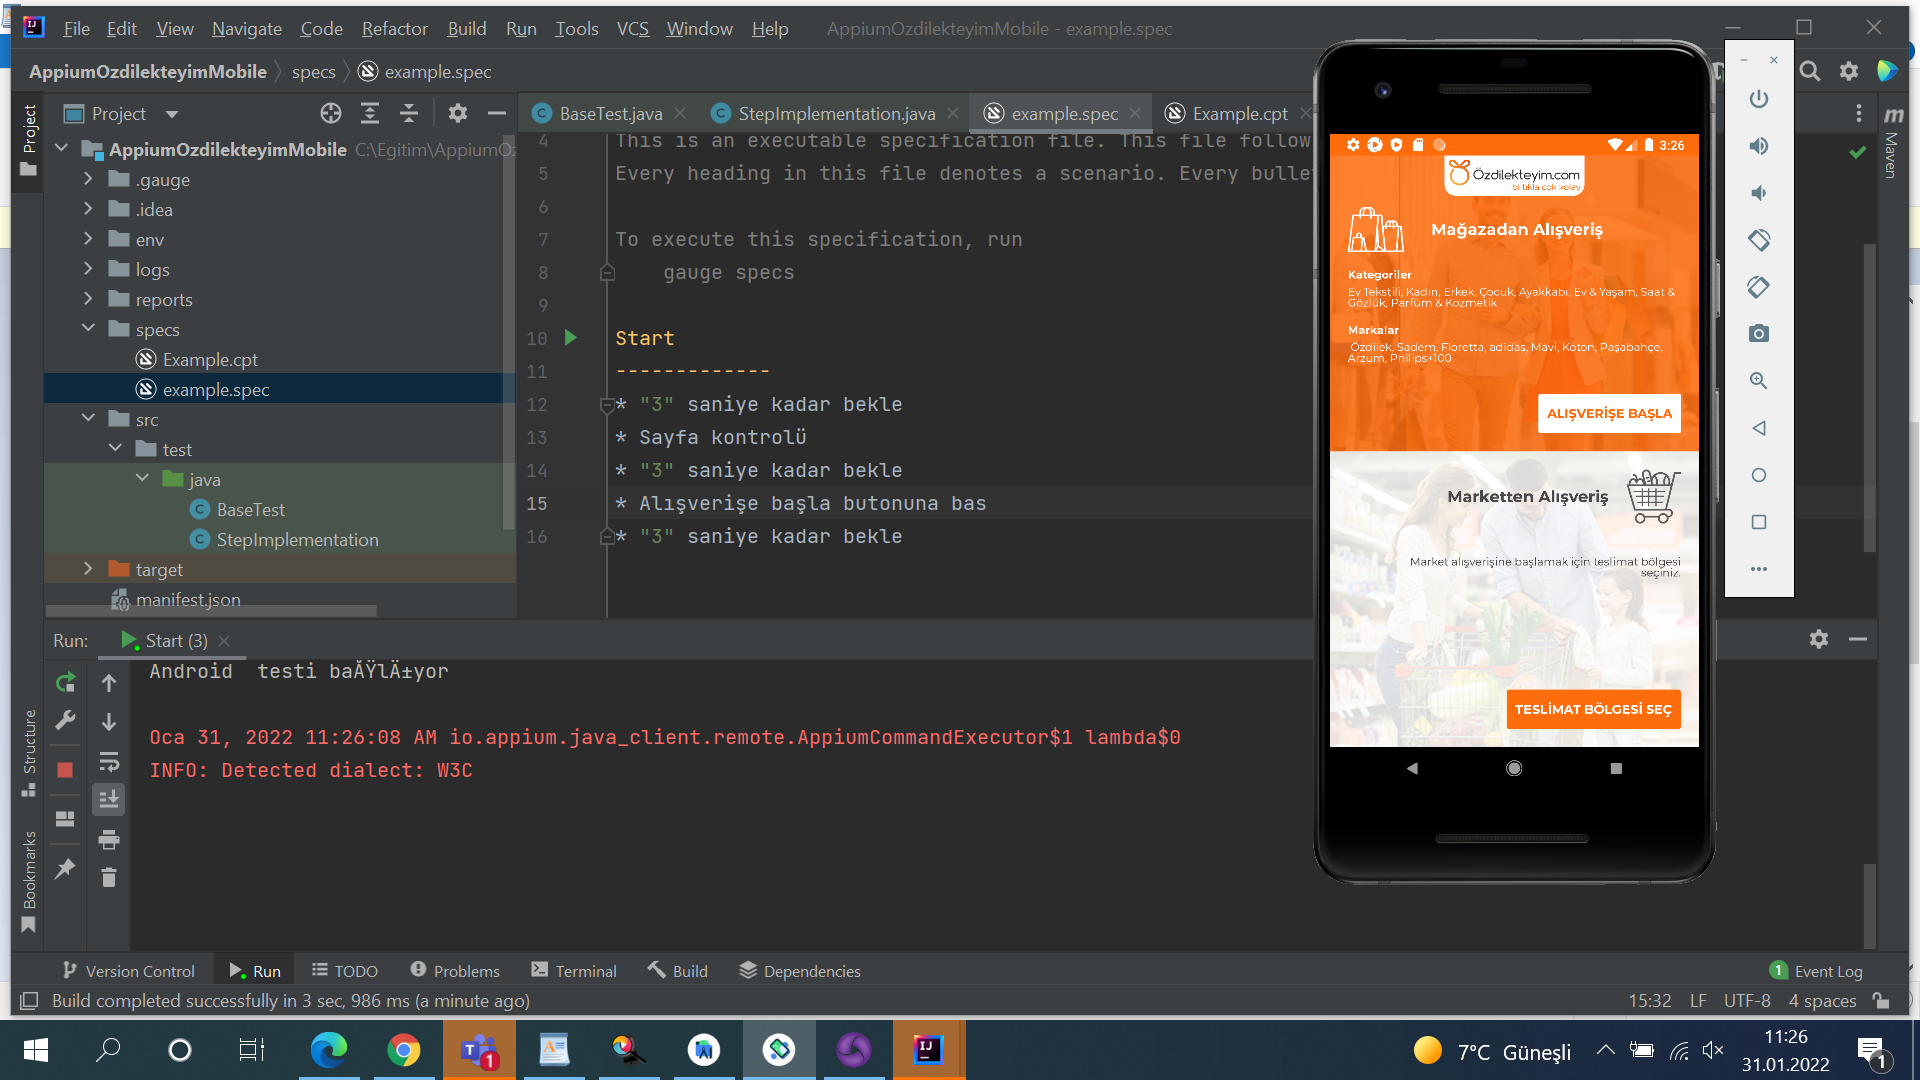 File Edit View Navigate Code Refactor Build Run Tools VCS Window Help AppiumOzdilekteyimMobile - example.spec
AppiumOzdilekteyimMobile specs example.spec
Project
Project
BaseTest.java StepImplementation.java example.spec Example.cpt
AppiumOzdilekteyimMobile C:\Egitim\AppiumOz
.gauge
.idea
env
logs
reports
specs
Example.cpt
example.spec
src
test
java
BaseTest
StepImplementation
target
manifest.json
4 This is an executable specification file. This file follow
5 Every heading in this file denotes a scenario. Every bulle
6
7 To execute this specification, run
8 gauge specs
9
10 Start
11 -------------
12 * "3" saniye kadar bekle
13 * Sayfa kontrolÜ
14 * "3" saniye kadar bekle
15 * Alışverişe başla butonuna bas
16 * "3" saniye kadar bekle
Maven
3:26
Özdilekteyim.com
bi tıkla çok kolay
Mağazadan Alışveriş
Kategoriler
Ev Tekstili, Kadın, Erkek, Çocuk, Ayakkabı, Ev & Yaşam, Saat &
Gözlük, Parfüm & Kozmetik
Markalar
Özdilek, Sadem, Floretta, adidas, Mavi, Koton, Paşabahçe,
Arzum, Philips+100
ALIŞVERİŞE BAŞLA
Marketten Alışveriş
Market alışverişine başlamak için teslimat bölgesi
seçiniz.
TESLİMAT BÖLGESİ SEÇ
Run: Start (3)
Android  testi baÅŸlÄ±yor
Oca 31, 2022 11:26:08 AM io.appium.java_client.remote.AppiumCommandExecutor$1 lambda$0
INFO: Detected dialect: W3C
Structure
Bookmarks
Version Control Run TODO Problems Terminal Build Dependencies 1 Event Log
Build completed successfully in 3 sec, 986 ms (a minute ago) 15:32 LF UTF-8 4 spaces
7°C Güneşli
11:26
31.01.2022
1
1